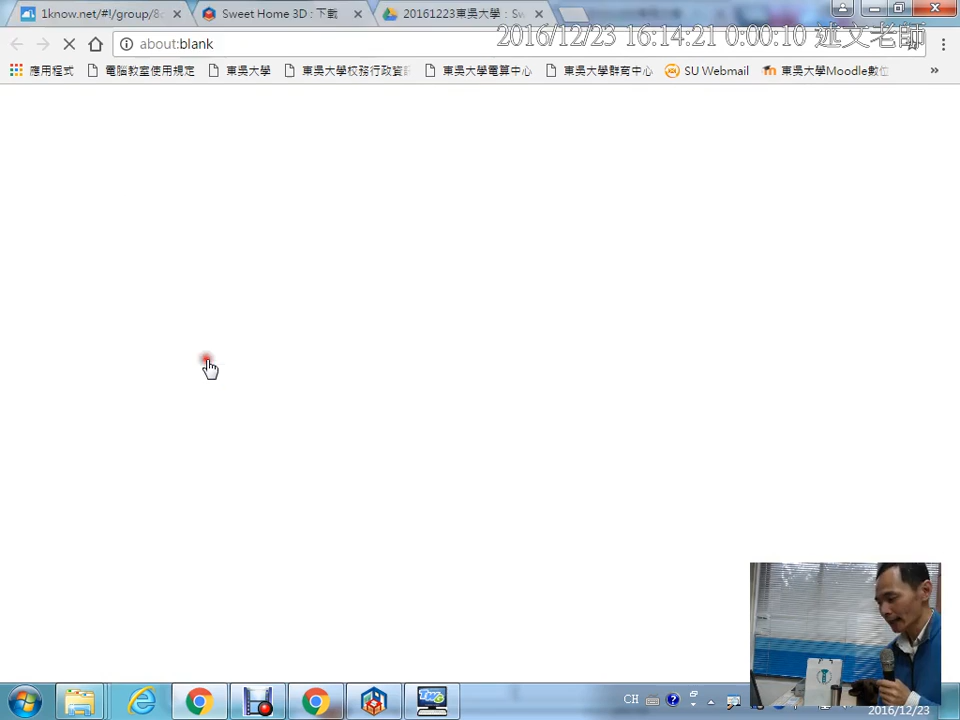 1know.net/#!/group/8c
Sweet Home 3D : 下載
20161223東吳大學：Sw
about:blank
2016/12/23 16:14:21 0:00:10 述文老師
應用程式
電腦教室使用規定
東吳大學
東吳大學校務行政資訊
東吳大學電算中心
東吳大學群育中心
SU Webmail
東吳大學Moodle數位
»
CH
2016/12/23